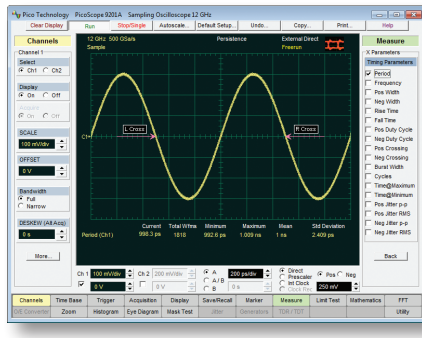 Pico Technology PicoScope 9201A Sampling Oscilloscope 12 GHz
Clear Display Run Stop/Single Autoscale... Default Setup... Undo... Copy... Print... Help
Channels
Channel 1
Select
Ch1 Ch2
Display
On Off
Acquire
On Off
SCALE
100 mV/div
OFFSET
0 V
Bandwidth
Full
Narrow
DESKEW (All Acq)
0 s
More...
12 GHz 500 GSa/s Persistence External Direct
Sample Freerun
Ch1
L Cross R Cross
Current Total Wfms Minimum Maximum Mean Std Deviation
Period (Ch1) 998.3 ps 1818 992.6 ps 1.009 ns 1 ns 2.409 ps
Measure
X Parameters
Timing Parameters
Period
Frequency
Pos Width
Neg Width
Rise Time
Fall Time
Pos Duty Cycle
Neg Duty Cycle
Pos Crossing
Neg Crossing
Burst Width
Cycles
Time@Maximum
Time@Minimum
Pos Jitter p-p
Pos Jitter RMS
Neg Jitter p-p
Neg Jitter RMS
Back
Ch 1 100 mV/div Ch 2 200 mV/div A 200 ps/div Direct Pos Neg
A / B Prescaler
0 V 0 V B 0 s Int Clock 250 mV
Clock Rec
Channels Time Base Trigger Acquisition Display Save/Recall Marker Measure Limit Test Mathematics FFT
O/E Converter Zoom Histogram Eye Diagram Mask Test Jitter Generators TDR / TDT Utility